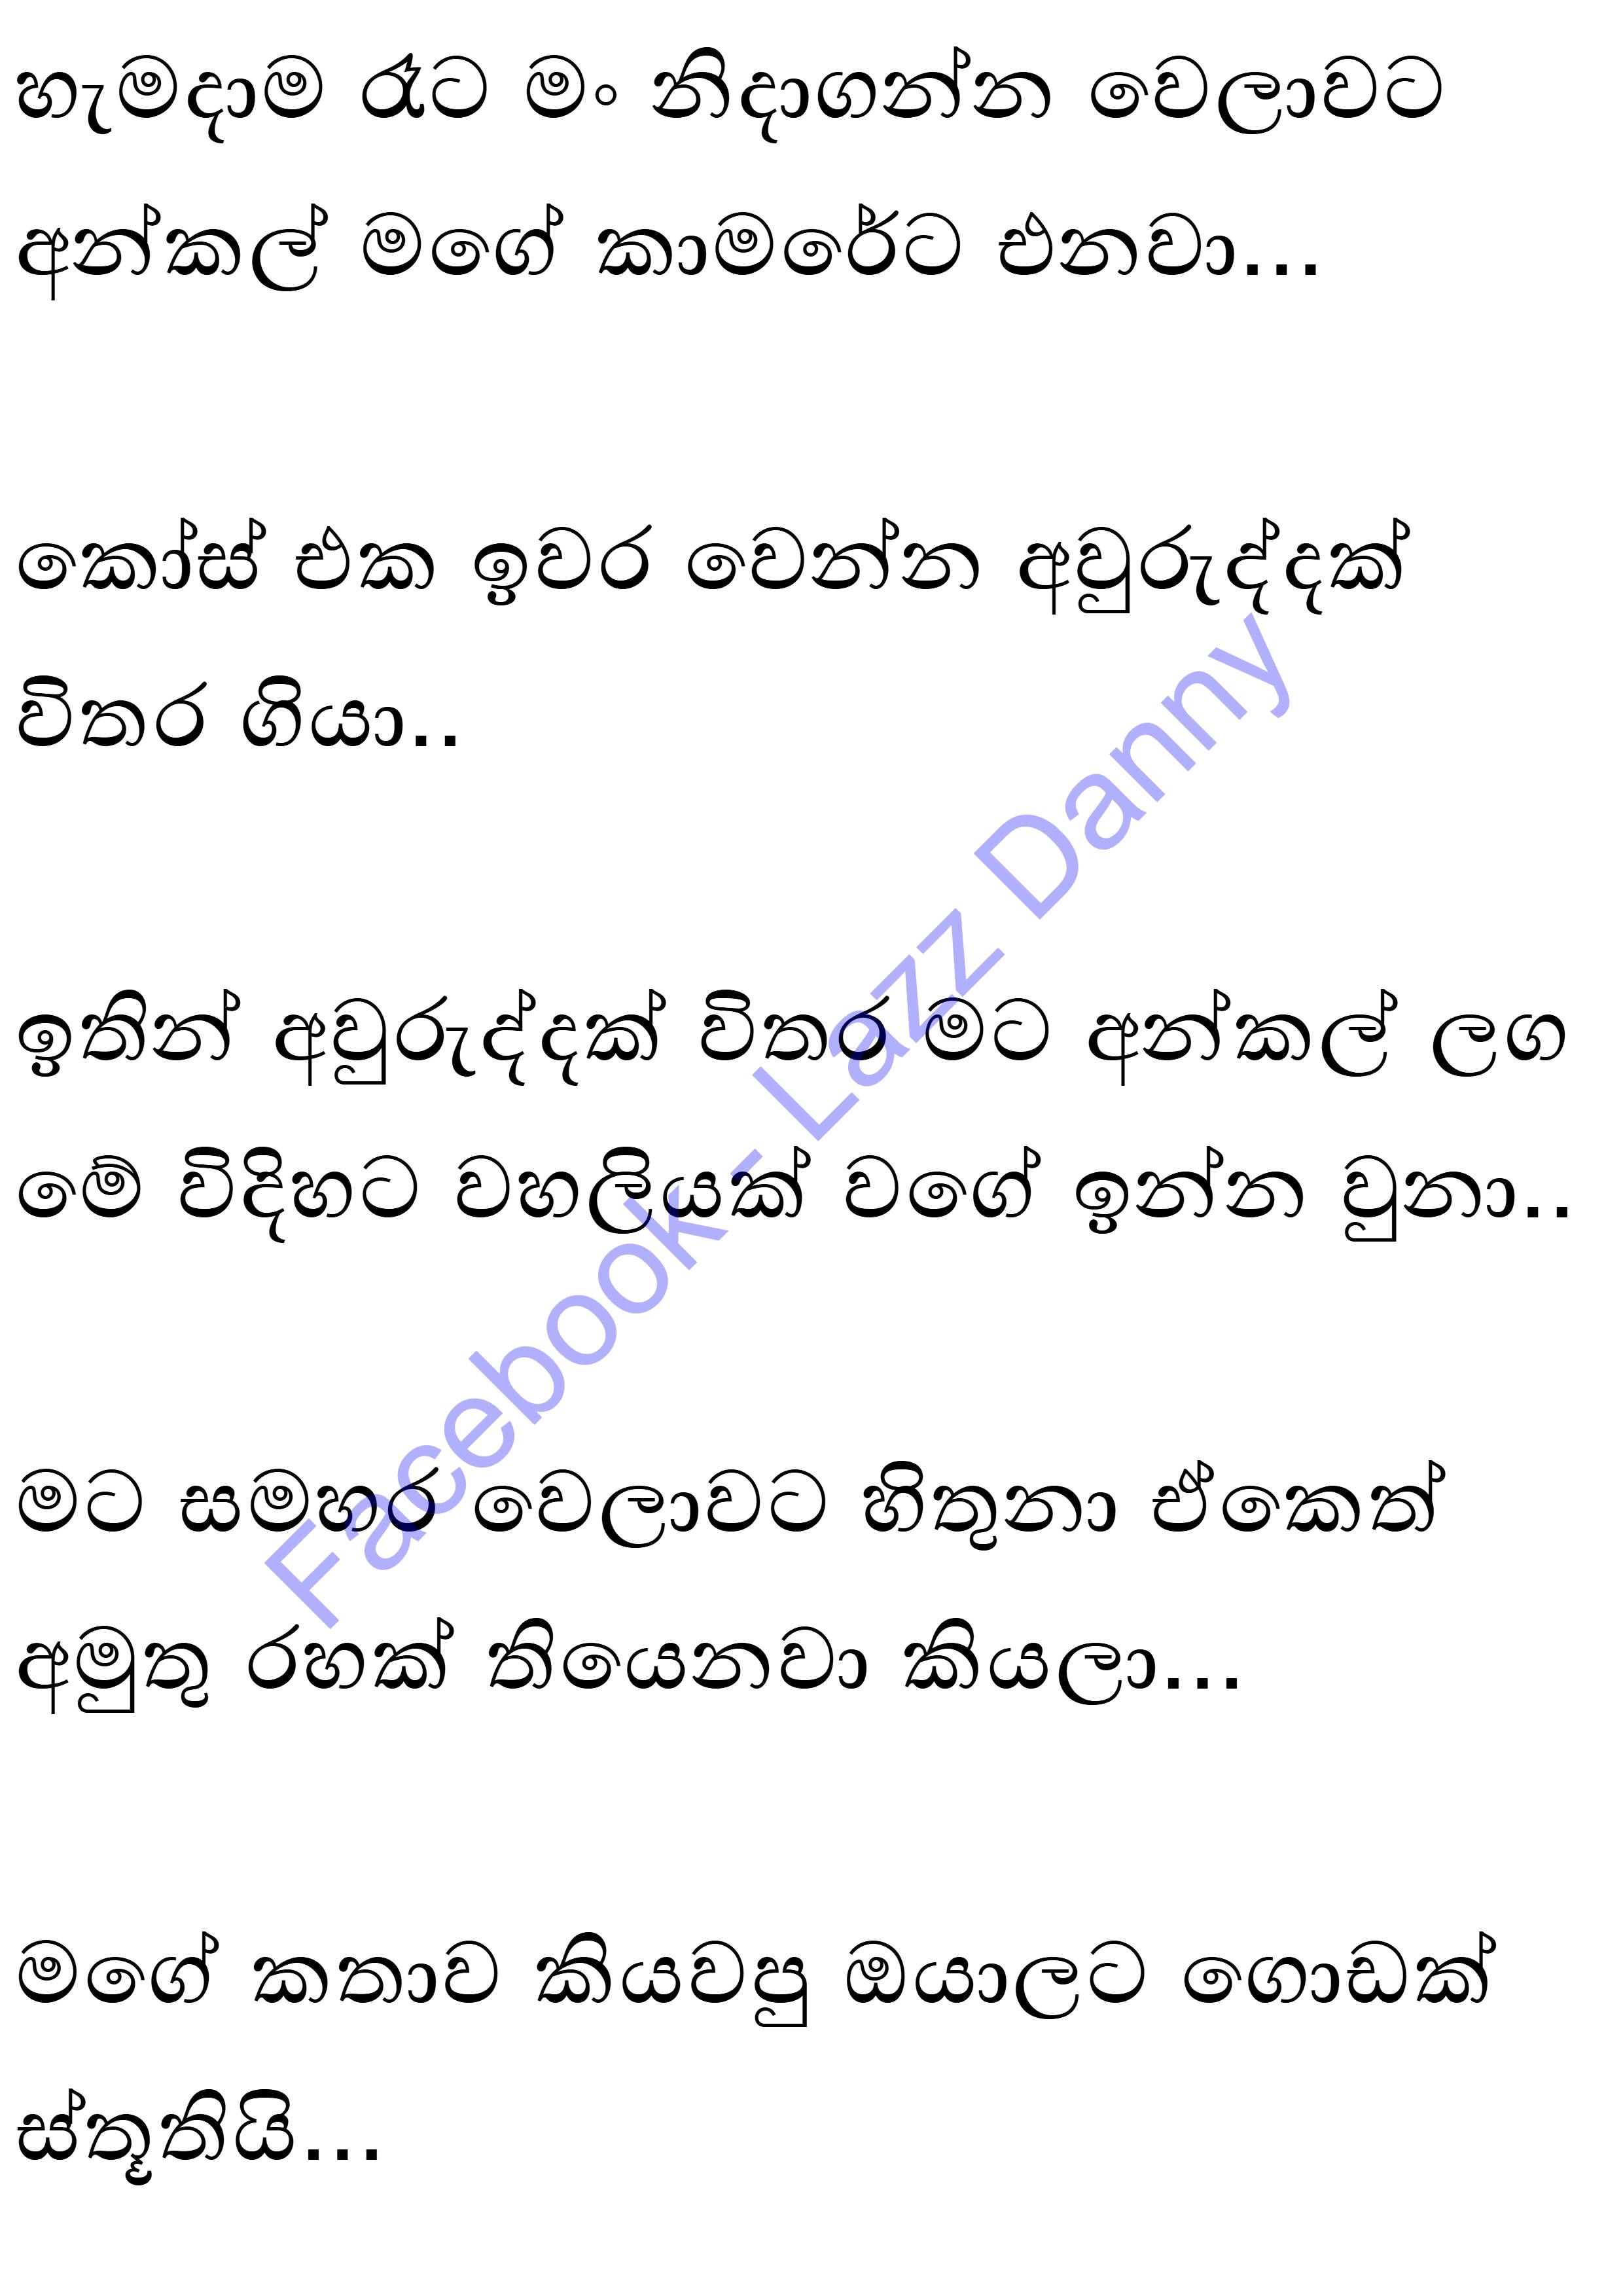 හැමදාම රෑට මං නිදාගන්න වෙලාවට
අන්කල් මගේ කාමරේට එනවා...
කෝස් එක ඉවර වෙන්න අවුරුද්දක්
විතර ගියා..
ඉතින් අවුරුද්දක් විතර මට අන්කල් ලග
මේ විදිහට වහලියක් වගේ ඉන්න වුනා..
මට සමහර වෙලාවට හිතුනා ඒකෙත්
අමුතු රහක් තියෙනවා කියලා...
මගේ කතාව කියවපු ඔයාලට ගොඩක්
ස්තූතියි...
Facebook - Lazz Danny